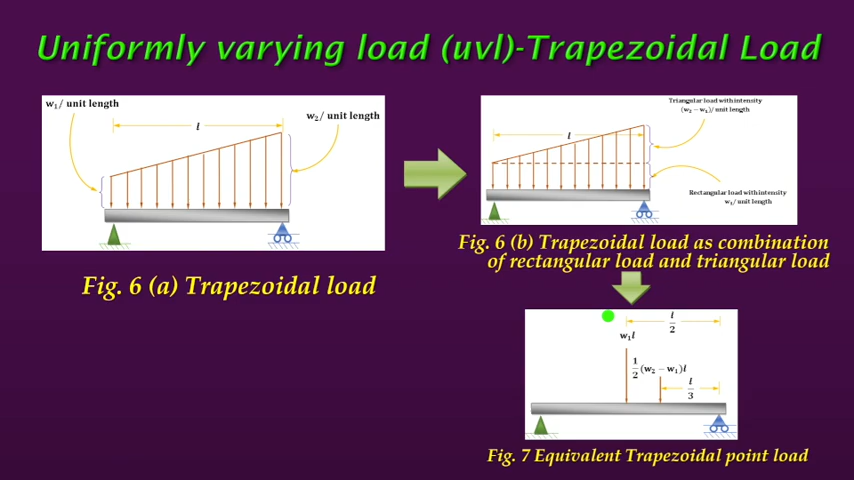 Uniformly varying load (uvl)-Trapezoidal Load
w₁/ unit length
l
w₂/ unit length
Fig. 6 (a) Trapezoidal load
Triangular load with intensity
(w₂ − w₁)/ unit length
l
Rectangular load with intensity
w₁/ unit length
Fig. 6 (b) Trapezoidal load as combination
of rectangular load and triangular load
l/2
w₁l
1/2 (w₂ − w₁)l
l/3
Fig. 7 Equivalent Trapezoidal point load